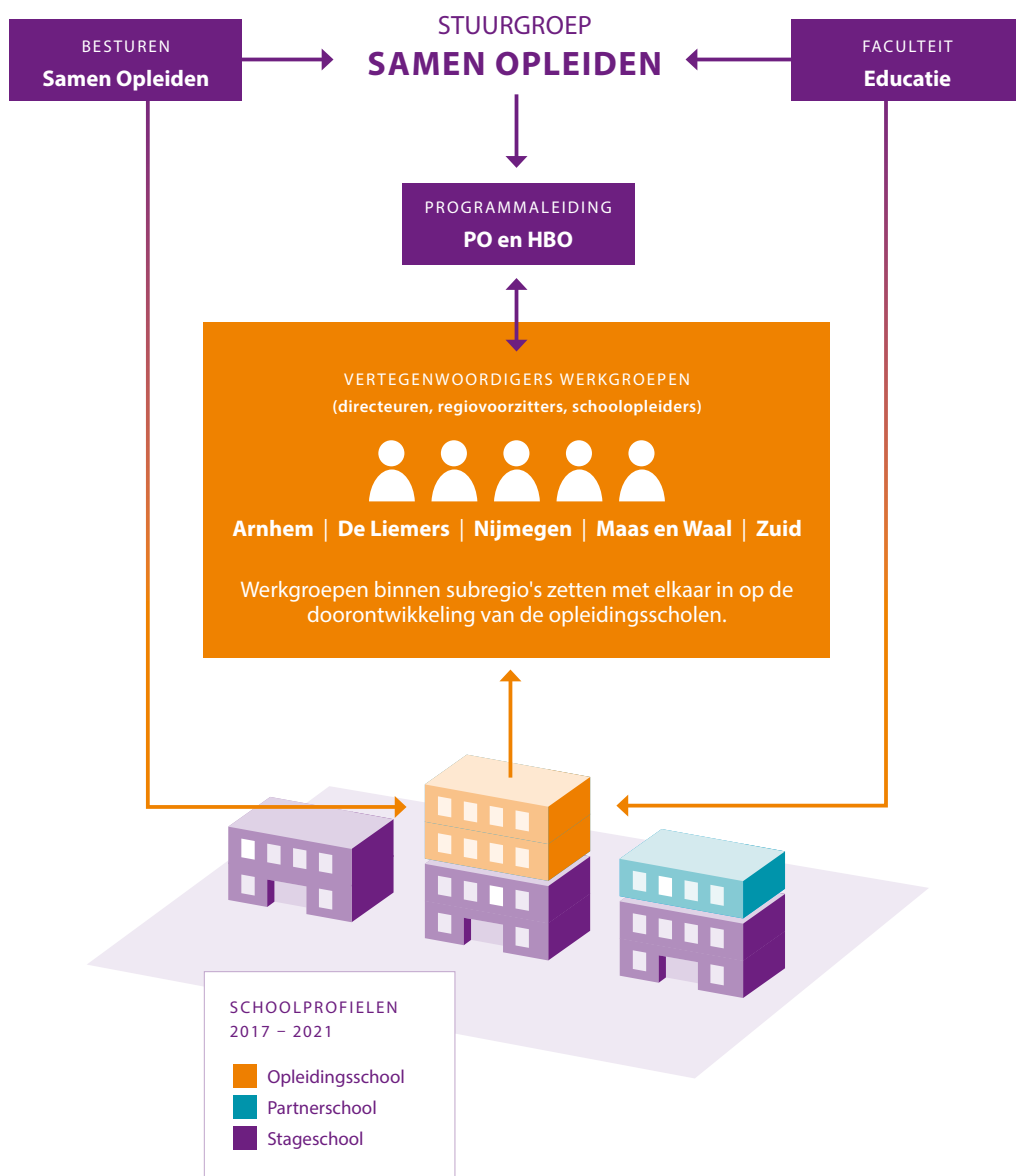 STUURGROEP
SAMEN OPLEIDEN
BESTUREN
Samen Opleiden
FACULTEIT
Educatie
PROGRAMMALEIDING
PO en HBO
VERTEGENWOORDIGERS WERKGROEPEN
(directeuren, regiovoorzitters, schoolopleiders)
Arnhem | De Liemers | Nijmegen | Maas en Waal | Zuid
Werkgroepen binnen subregio's zetten met elkaar in op de
doorontwikkeling van de opleidingsscholen.
SCHOOLPROFIELEN
2017 – 2021
Opleidingsschool
Partnerschool
Stageschool